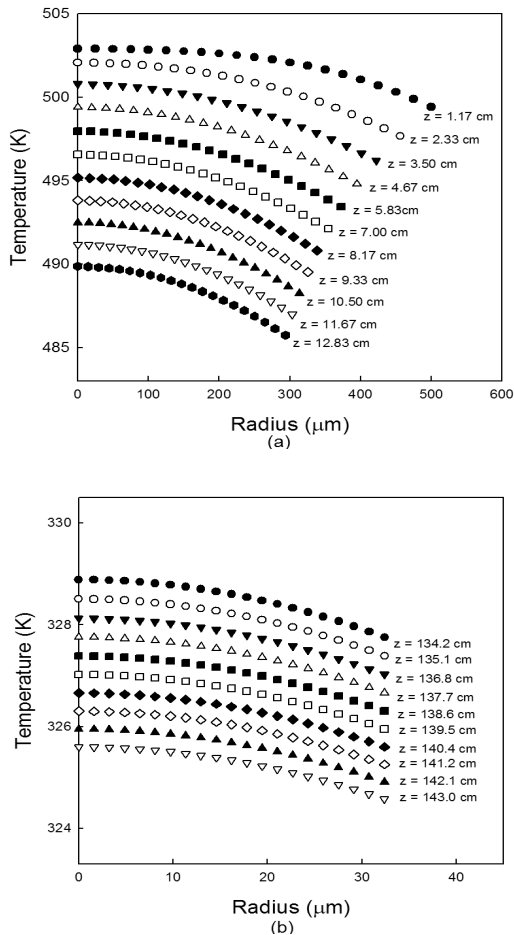 505
500
495
490
485
Temperature (K)
z = 1.17 cm
z = 2.33 cm
z = 3.50 cm
z = 4.67 cm
z = 5.83cm
z = 7.00 cm
z = 8.17 cm
z = 9.33 cm
z = 10.50 cm
z = 11.67 cm
z = 12.83 cm
0 100 200 300 400 500 600
Radius (μm)
(a)
330
328
326
324
Temperature (K)
z = 134.2 cm
z = 135.1 cm
z = 136.8 cm
z = 137.7 cm
z = 138.6 cm
z = 139.5 cm
z = 140.4 cm
z = 141.2 cm
z = 142.1 cm
z = 143.0 cm
0 10 20 30 40
Radius (μm)
(b)